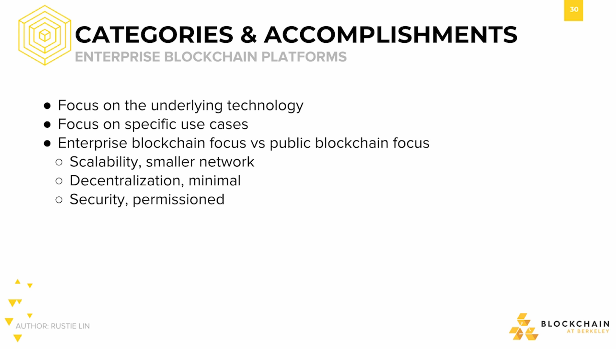 30
CATEGORIES & ACCOMPLISHMENTS
ENTERPRISE BLOCKCHAIN PLATFORMS
● Focus on the underlying technology
● Focus on specific use cases
● Enterprise blockchain focus vs public blockchain focus
○ Scalability, smaller network
○ Decentralization, minimal
○ Security, permissioned
AUTHOR: RUSTIE LIN
BLOCKCHAIN
AT BERKELEY